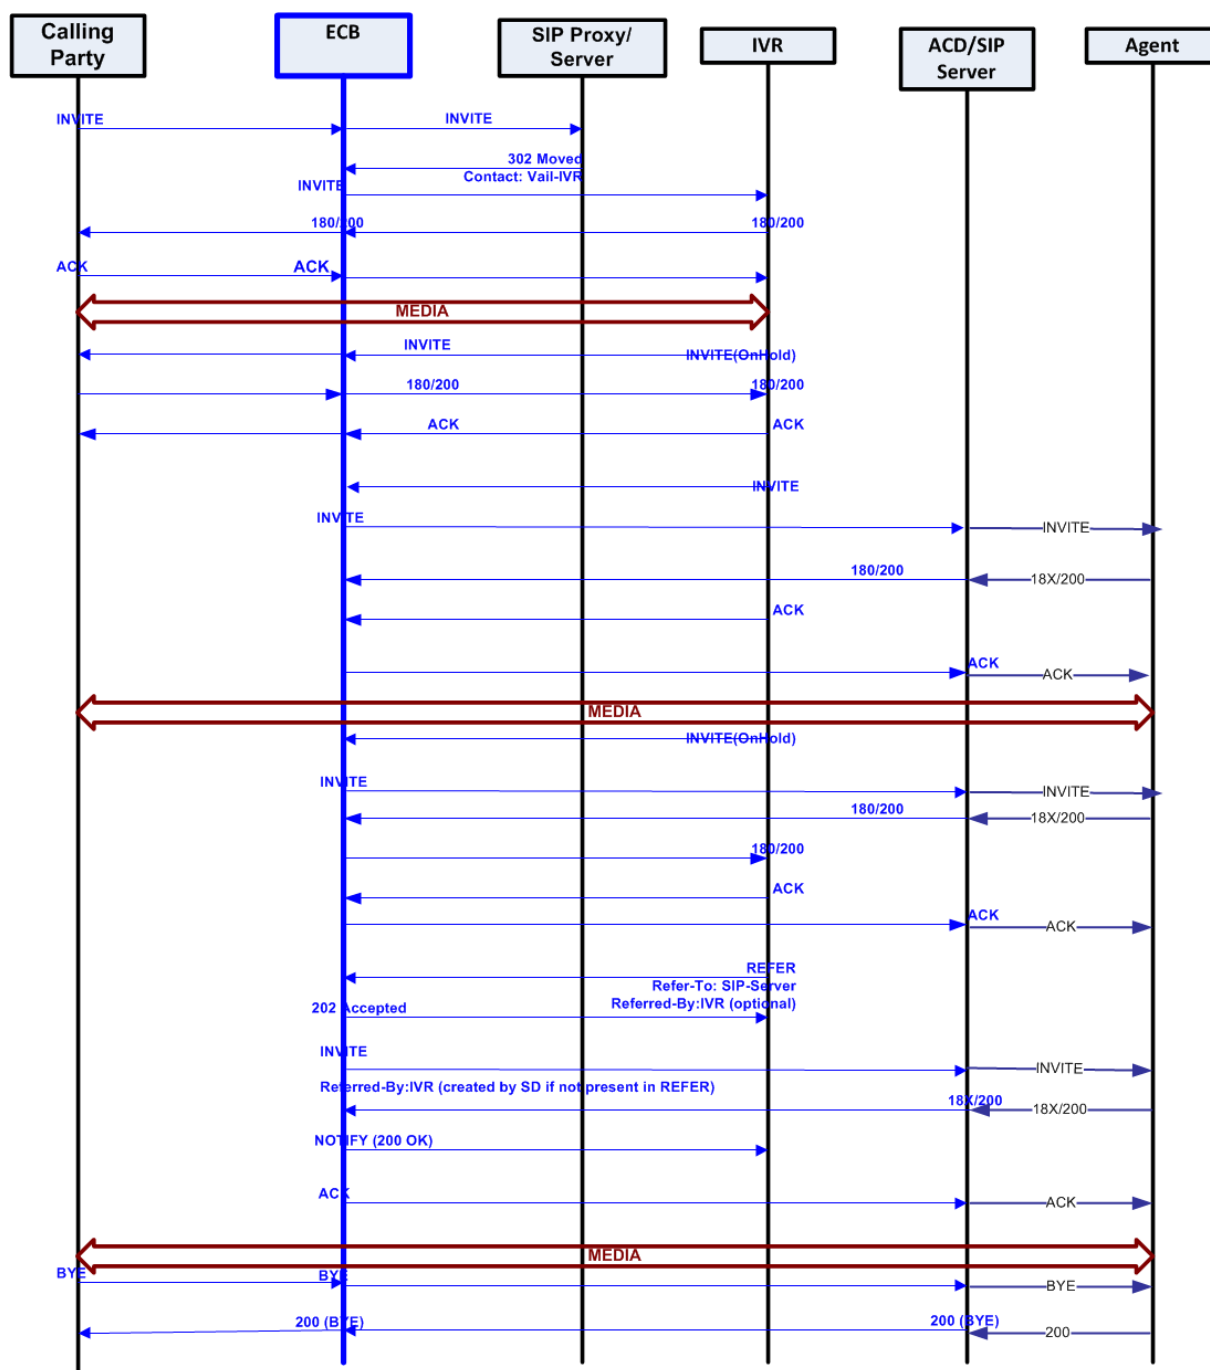 Calling
Party
ECB
SIP Proxy/
Server
IVR
ACD/SIP
Server
Agent
INVITE
INVITE
302 Moved
Contact: Vail-IVR
INVITE
180/200
180/200
ACK
ACK
MEDIA
INVITE
INVITE(OnHold)
180/200
180/200
ACK
ACK
INVITE
INVITE
INVITE
180/200
18X/200
ACK
ACK
ACK
MEDIA
INVITE(OnHold)
INVITE
INVITE
180/200
18X/200
180/200
ACK
ACK
ACK
REFER
Refer-To: SIP-Server
Referred-By:IVR (optional)
202 Accepted
INVITE
INVITE
Referred-By:IVR (created by SD if not present in REFER)
18X/200
18X/200
NOTIFY (200 OK)
ACK
ACK
MEDIA
BYE
BYE
BYE
200 (BYE)
200 (BYE)
200